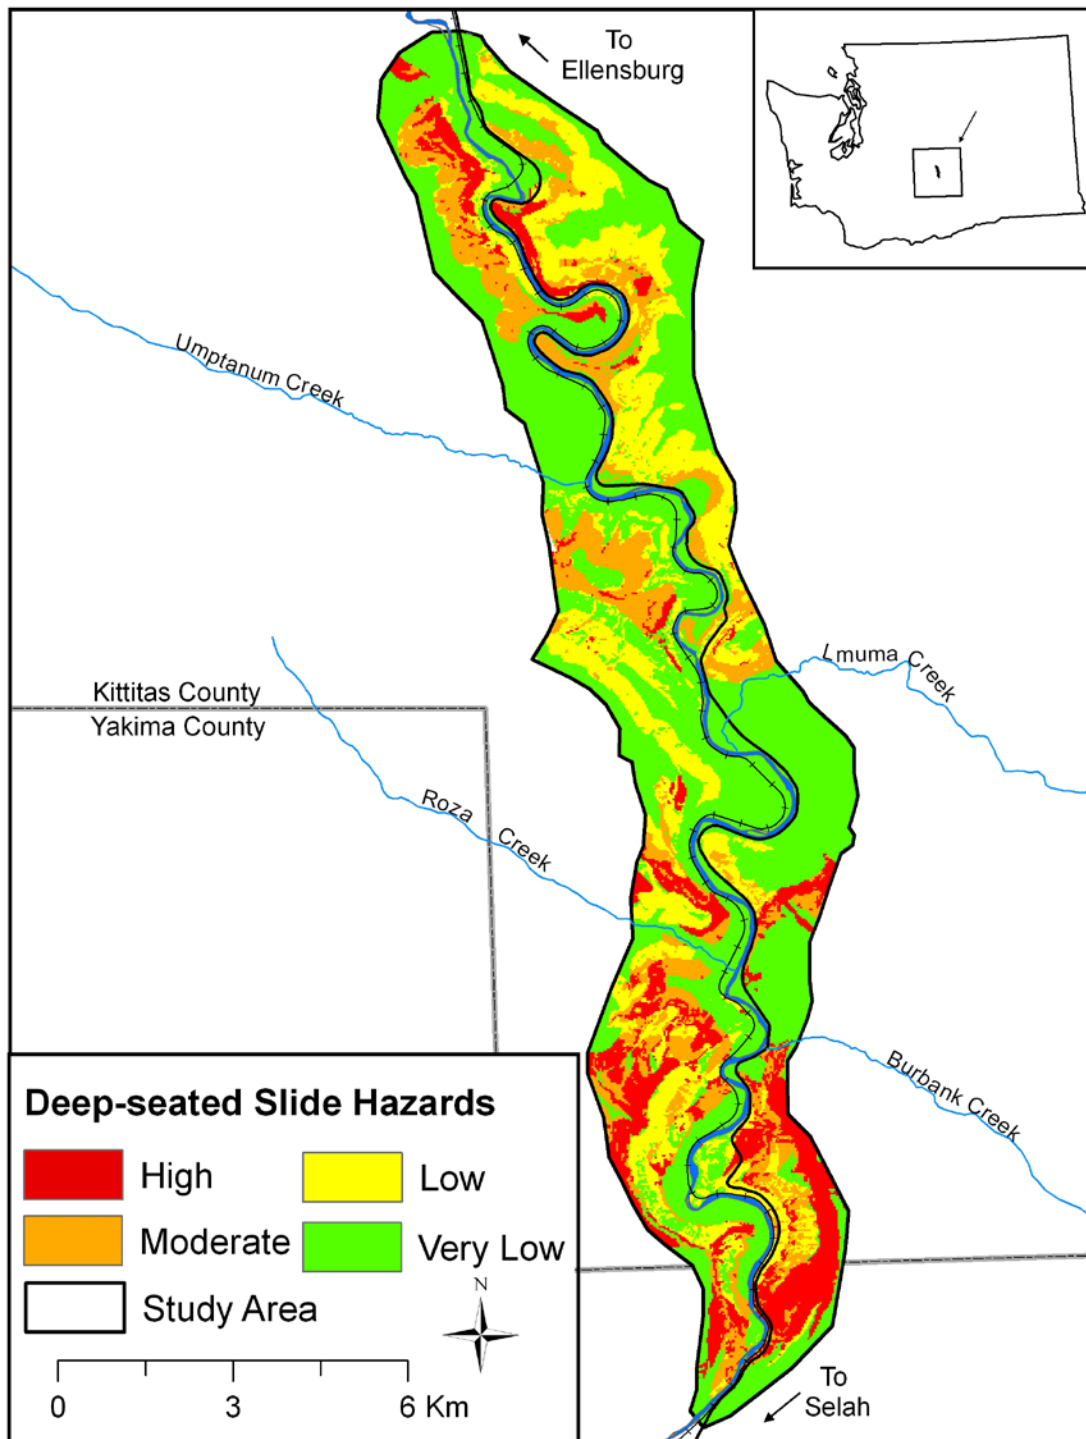 To
Ellensburg
Umptanum Creek
Lmuma Creek
Kittitas County
Yakima County
Roza Creek
Burbank Creek
Deep-seated Slide Hazards
High
Low
Moderate
Very Low
Study Area
N
0 3 6 Km
To
Selah